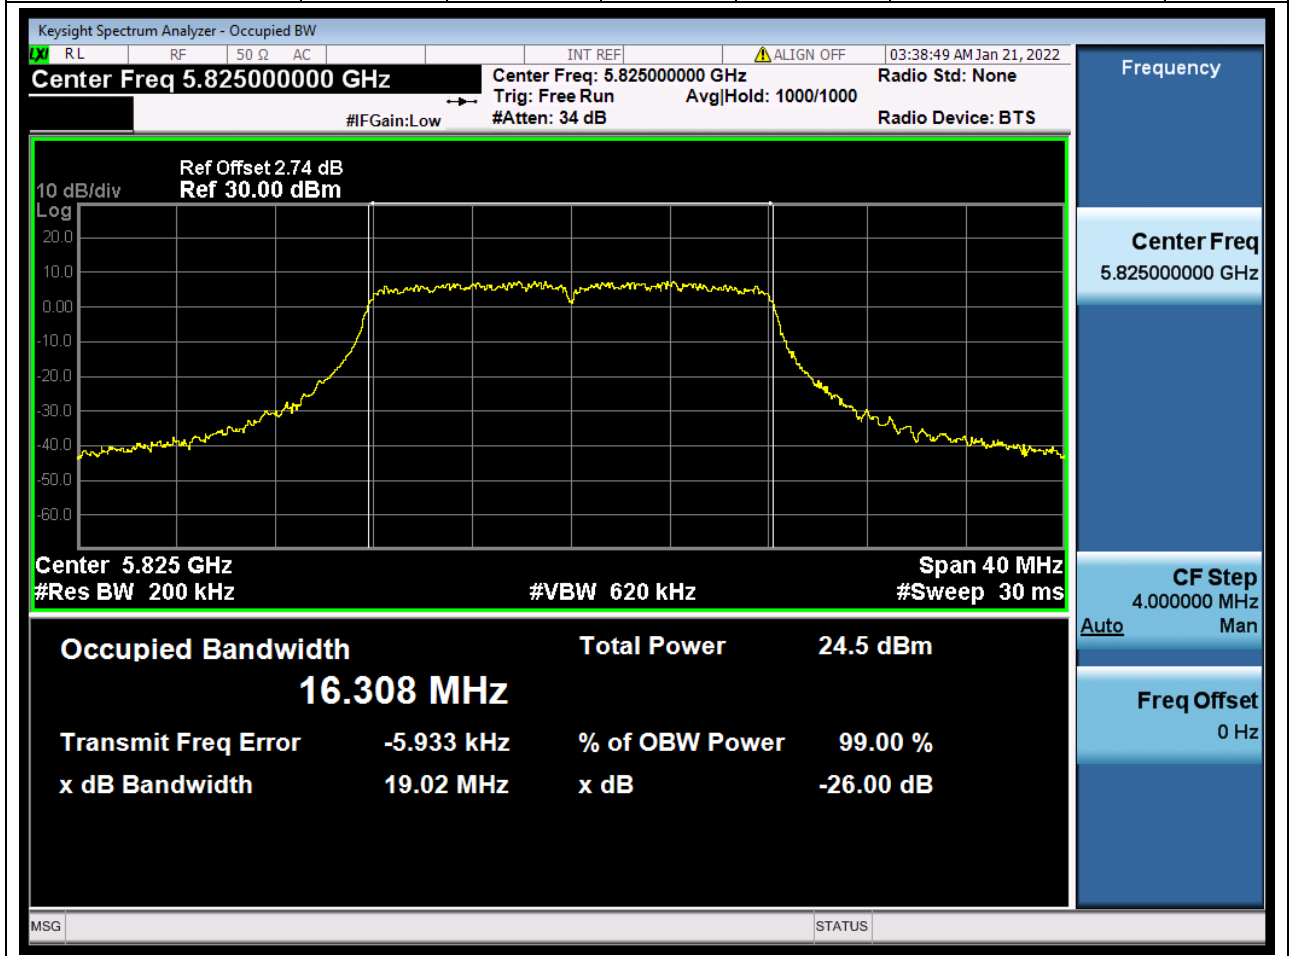 Keysight Spectrum Analyzer - Occupied BW
LXI RL RF 50 Ω AC INT REF ALIGN OFF 03:38:49 AM Jan 21, 2022
Center Freq 5.825000000 GHz
Center Freq: 5.825000000 GHz
Radio Std: None
Trig: Free Run Avg|Hold: 1000/1000
#IFGain:Low
#Atten: 34 dB
Radio Device: BTS
Ref Offset 2.74 dB
10 dB/div Ref 30.00 dBm
Log
20.0
10.0
0.00
-10.0
-20.0
-30.0
-40.0
-50.0
-60.0
Center 5.825 GHz Span 40 MHz
#Res BW 200 kHz #VBW 620 kHz #Sweep 30 ms
Occupied Bandwidth Total Power 24.5 dBm
16.308 MHz
Transmit Freq Error -5.933 kHz % of OBW Power 99.00 %
x dB Bandwidth 19.02 MHz x dB -26.00 dB
Frequency
Center Freq
5.825000000 GHz
CF Step
4.000000 MHz
Auto Man
Freq Offset
0 Hz
MSG STATUS